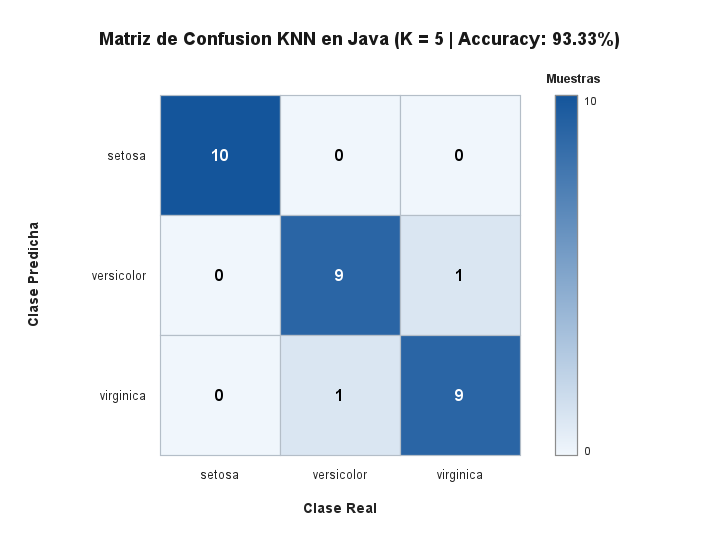 Matriz de Confusion KNN en Java (K = 5 | Accuracy: 93.33%)
Muestras
10
setosa
10 0 0
Clase Predicha
versicolor
0 9 1
virginica
0 1 9
0
setosa versicolor virginica
Clase Real